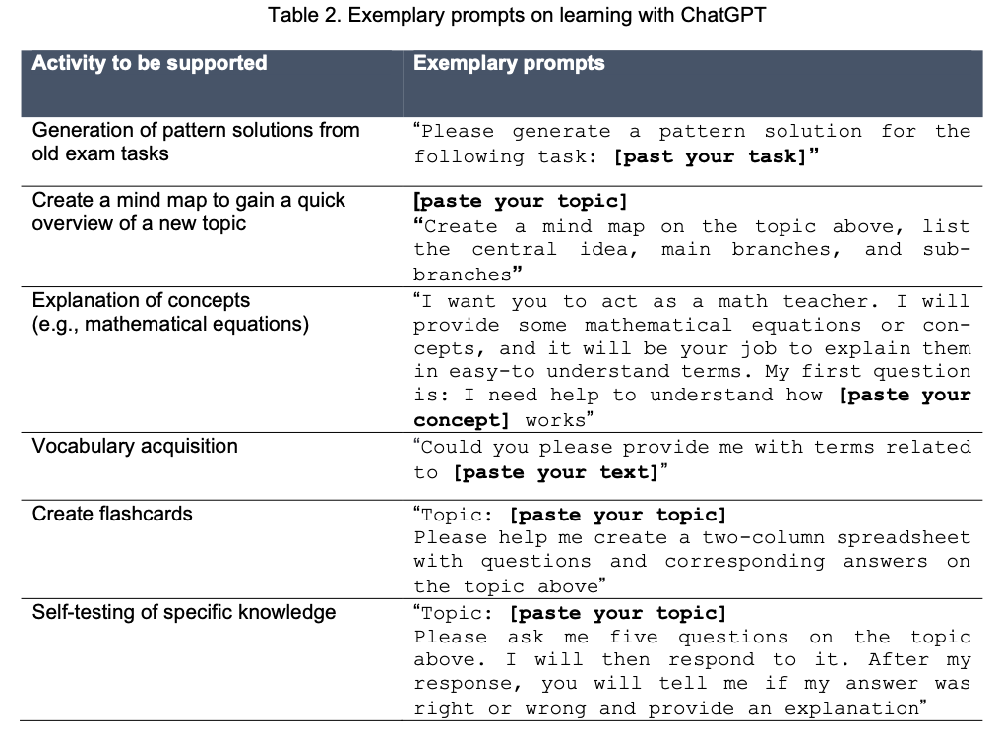 Table 2. Exemplary prompts on learning with ChatGPT
Activity to be supported
Exemplary prompts
Generation of pattern solutions from
old exam tasks
“Please generate a pattern solution for the
following task: [past your task]”
Create a mind map to gain a quick
overview of a new topic
[paste your topic]
“Create a mind map on the topic above, list
the central idea, main branches, and sub-
branches”
Explanation of concepts
(e.g., mathematical equations)
“I want you to act as a math teacher. I will
provide some mathematical equations or con-
cepts, and it will be your job to explain them
in easy-to understand terms. My first question
is: I need help to understand how [paste your
concept] works”
Vocabulary acquisition
“Could you please provide me with terms related
to [paste your text]”
Create flashcards
“Topic: [paste your topic]
Please help me create a two-column spreadsheet
with questions and corresponding answers on
the topic above”
Self-testing of specific knowledge
“Topic: [paste your topic]
Please ask me five questions on the topic
above. I will then respond to it. After my
response, you will tell me if my answer was
right or wrong and provide an explanation”